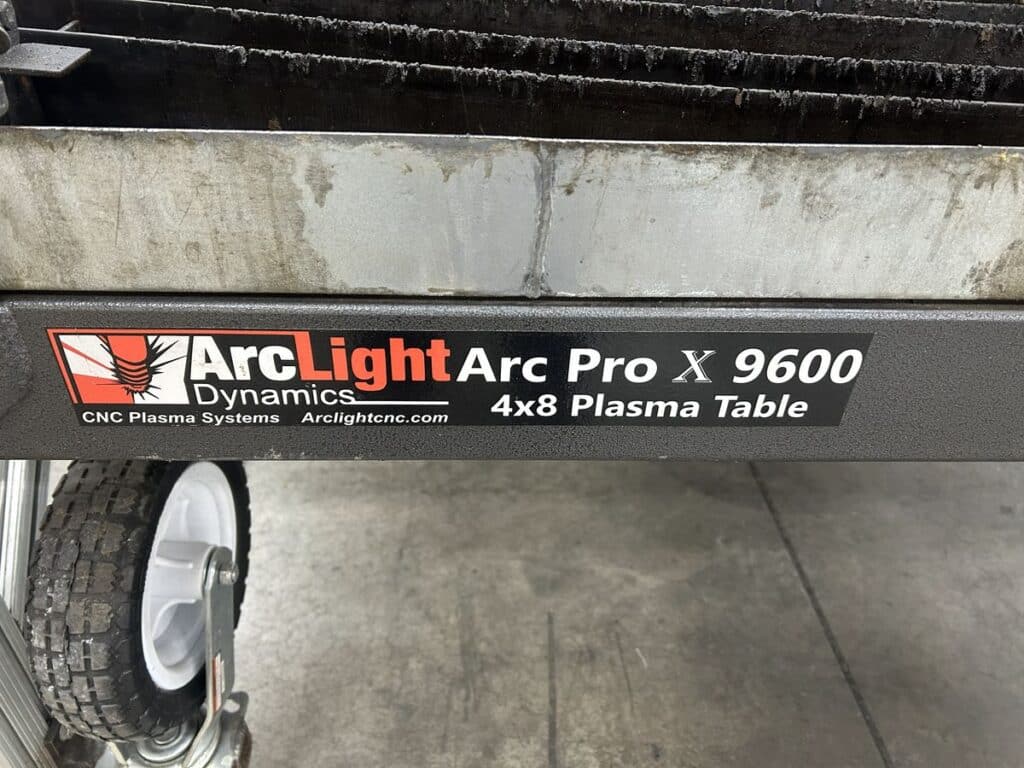 ArcLight
Dynamics
CNC Plasma Systems Arclightcnc.com
Arc Pro X 9600
4x8 Plasma Table